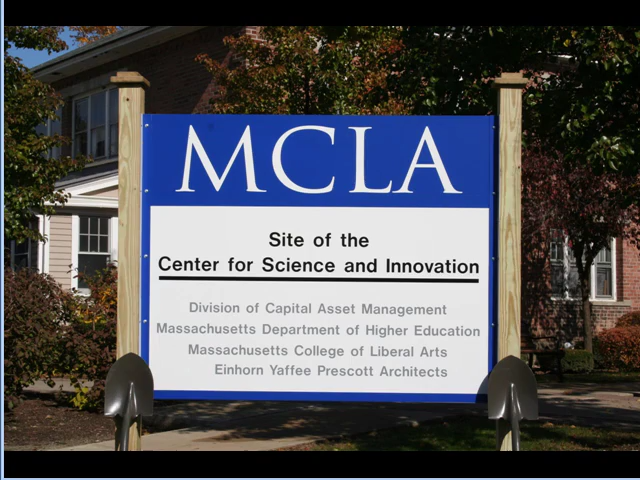 MCLA
Site of the
Center for Science and Innovation
Division of Capital Asset Management
Massachusetts Department of Higher Education
Massachusetts College of Liberal Arts
Einhorn Yaffee Prescott Architects